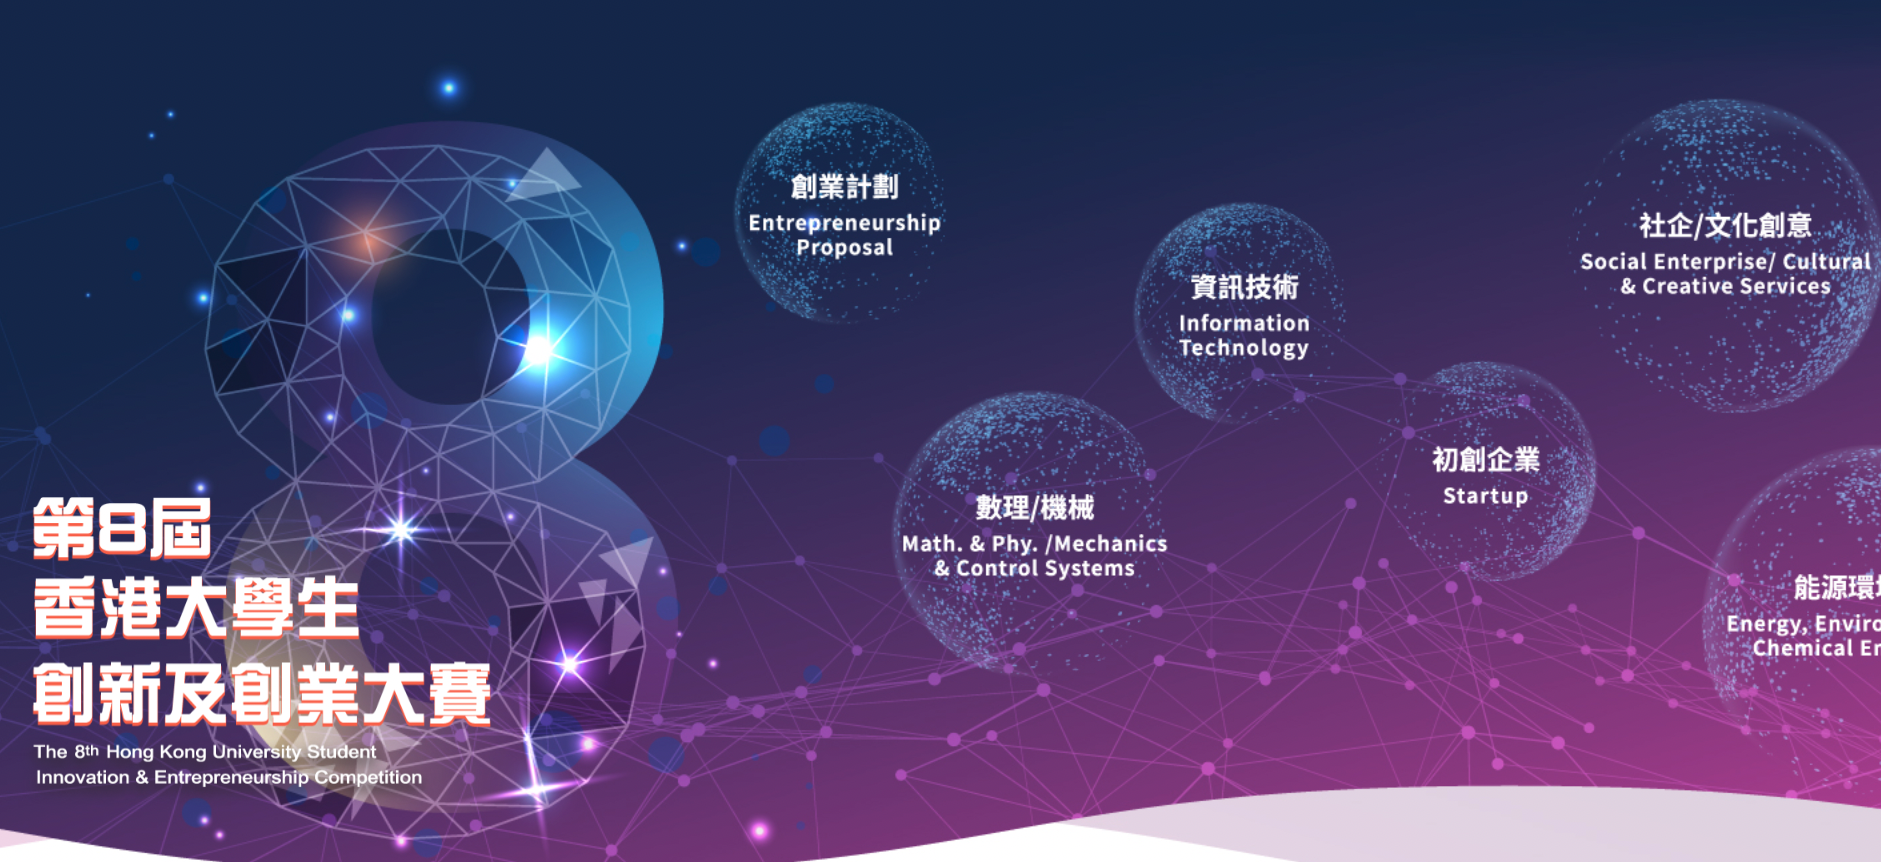 第8屆
香港大學生
創新及創業大賽
The 8th Hong Kong University Student
Innovation & Entrepreneurship Competition
創業計劃
Entrepreneurship
Proposal
數理/機械
Math. & Phy. /Mechanics
& Control Systems
資訊技術
Information
Technology
初創企業
Startup
社企/文化創意
Social Enterprise/ Cultural
& Creative Services
能源環
Energy,
Chemical